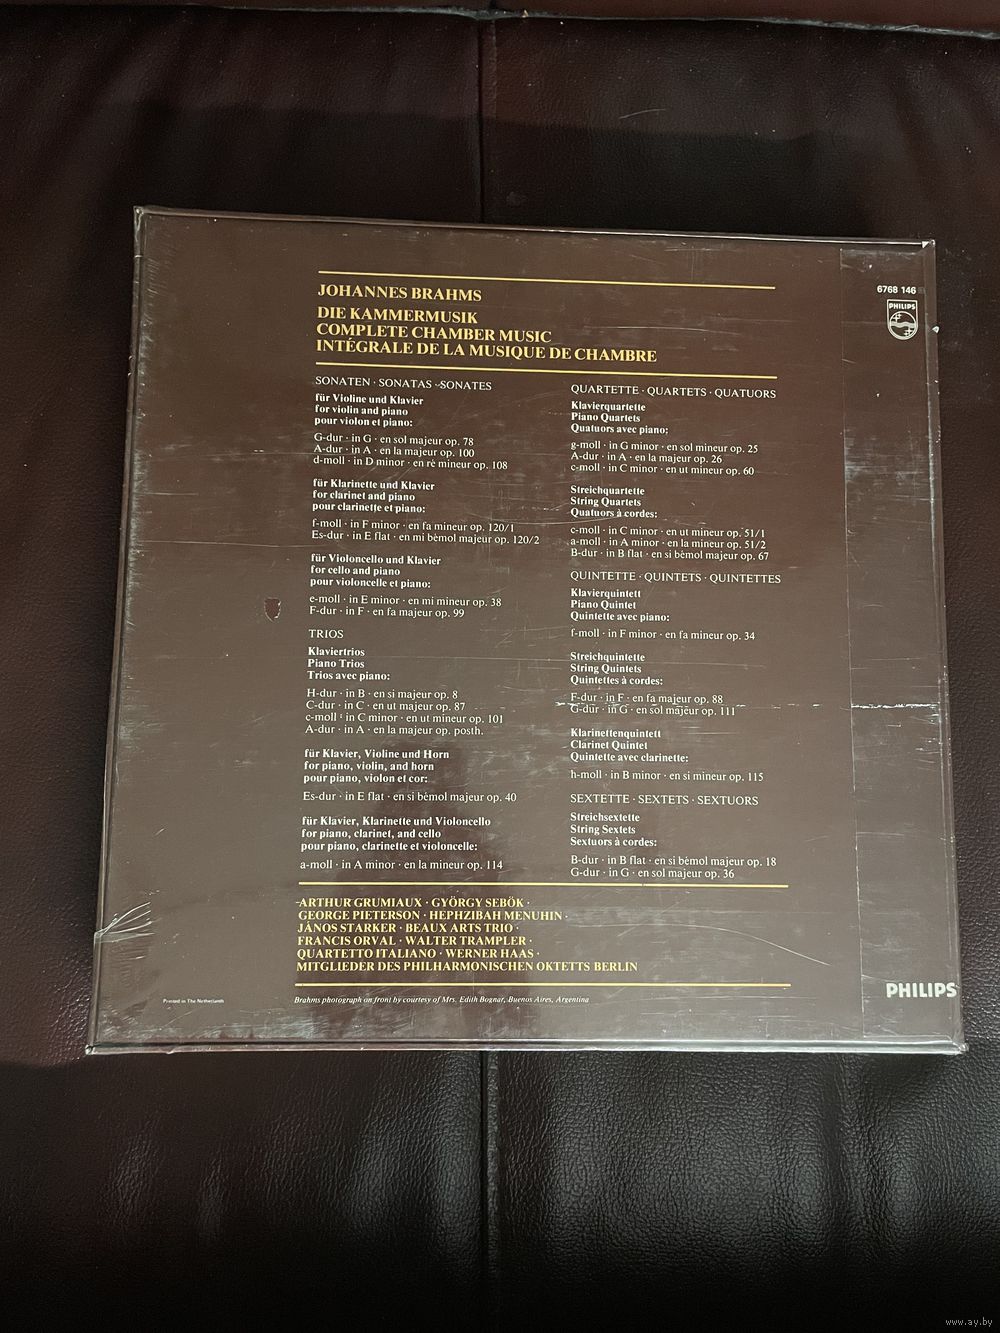 6768 146
PHILIPS
JOHANNES BRAHMS
DIE KAMMERMUSIK
COMPLETE CHAMBER MUSIC
INTÉGRALE DE LA MUSIQUE DE CHAMBRE
SONATEN · SONATAS · SONATES
für Violine und Klavier
for violin and piano
pour violon et piano:
G-dur · in G · en sol majeur op. 78
A-dur · in A · en la majeur op. 100
d-moll · in D minor · en ré mineur op. 108
für Klarinette und Klavier
for clarinet and piano
pour clarinette et piano:
f-moll · in F minor · en fa mineur op. 120/1
Es-dur · in E flat · en mi bémol majeur op. 120/2
für Violoncello und Klavier
for cello and piano
pour violoncelle et piano:
e-moll · in E minor · en mi mineur op. 38
F-dur · in F · en fa majeur op. 99
TRIOS
Klaviertrios
Piano Trios
Trios avec piano:
H-dur · in B · en si majeur op. 8
C-dur · in C · en ut majeur op. 87
c-moll · in C minor · en ut mineur op. 101
A-dur · in A · en la majeur op. posth.
für Klavier, Violine und Horn
for piano, violin, and horn
pour piano, violon et cor:
Es-dur · in E flat · en si bémol majeur op. 40
für Klavier, Klarinette und Violoncello
for piano, clarinet, and cello
pour piano, clarinette et violoncelle:
a-moll · in A minor · en la mineur op. 114
QUARTETTE · QUARTETS · QUATUORS
Klavierquartette
Piano Quartets
Quatuors avec piano:
g-moll · in G minor · en sol mineur op. 25
A-dur · in A · en la majeur op. 26
c-moll · in C minor · en ut mineur op. 60
Streichquartette
String Quartets
Quatuors à cordes:
c-moll · in C minor · en ut mineur op. 51/1
a-moll · in A minor · en la mineur op. 51/2
B-dur · in B flat · en si bémol majeur op. 67
QUINTETTE · QUINTETS · QUINTETTES
Klavierquintett
Piano Quintet
Quintette avec piano:
f-moll · in F minor · en fa mineur op. 34
Streichquintette
String Quintets
Quintettes à cordes:
F-dur · in F · en fa majeur op. 88
G-dur · in G · en sol majeur op. 111
Klarinettenquintett
Clarinet Quintet
Quintette avec clarinette:
h-moll · in B minor · en si mineur op. 115
SEXTETTE · SEXTETS · SEXTUORS
Streichsextette
String Sextets
Sextuors à cordes:
B-dur · in B flat · en si bémol majeur op. 18
G-dur · in G · en sol majeur op. 36
ARTHUR GRUMIAUX · GYÖRGY SEBÖK ·
GEORGE PIETERSON · HEPHZIBAH MENUHIN ·
JÁNOS STARKER · BEAUX ARTS TRIO ·
FRANCIS ORVAL · WALTER TRAMPLER ·
QUARTETTO ITALIANO · WERNER HAAS ·
MITGLIEDER DES PHILHARMONISCHEN OKTETTS BERLIN
Printed in The Netherlands
Brahms photograph on front by courtesy of Mrs. Edith Bognar, Buenos Aires, Argentina
PHILIPS
www.ay.by